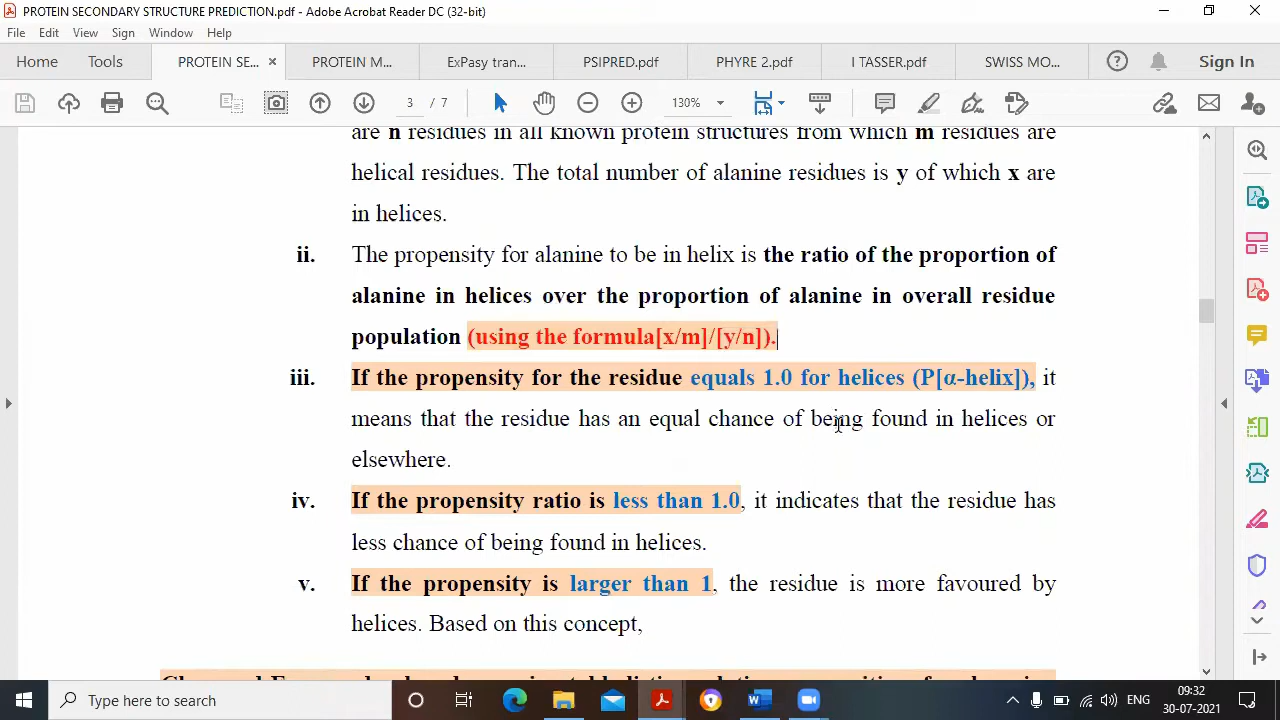 PROTEIN SECONDARY STRUCTURE PREDICTION.pdf - Adobe Acrobat Reader DC (32-bit)
File Edit View Sign Window Help
Home Tools PROTEIN SE... PROTEIN M... ExPasy tran... PSIPRED.pdf PHYRE 2.pdf I TASSER.pdf SWISS MO... Sign In
3 / 7 130%
are n residues in all known protein structures from which m residues are
helical residues. The total number of alanine residues is y of which x are
in helices.
ii. The propensity for alanine to be in helix is the ratio of the proportion of
alanine in helices over the proportion of alanine in overall residue
population (using the formula[x/m]/[y/n]).
iii. If the propensity for the residue equals 1.0 for helices (P[α-helix]), it
means that the residue has an equal chance of being found in helices or
elsewhere.
iv. If the propensity ratio is less than 1.0, it indicates that the residue has
less chance of being found in helices.
v. If the propensity is larger than 1, the residue is more favoured by
helices. Based on this concept,
Type here to search
ENG
09:32
30-07-2021